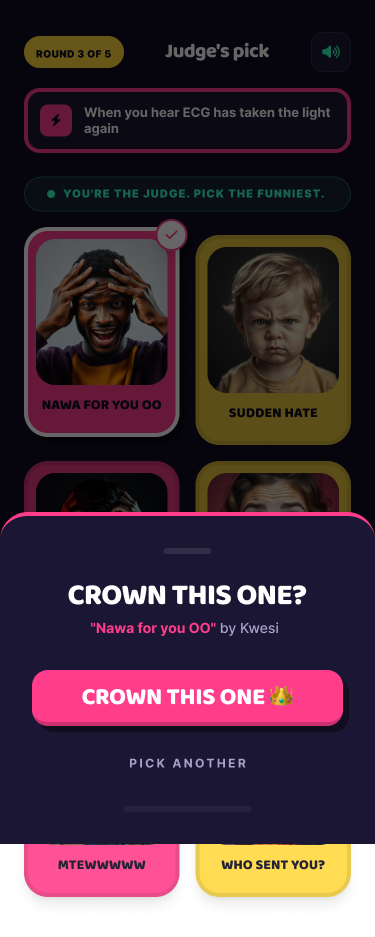 ROUND 3 OF 5
Judge's pick
When you hear ECG has taken the light
again
YOU'RE THE JUDGE. PICK THE FUNNIEST.
NAWA FOR YOU OO
SUDDEN HATE
CROWN THIS ONE?
"Nawa for you OO" by Kwesi
CROWN THIS ONE 👑
PICK ANOTHER
MTEWWWWW
WHO SENT YOU?